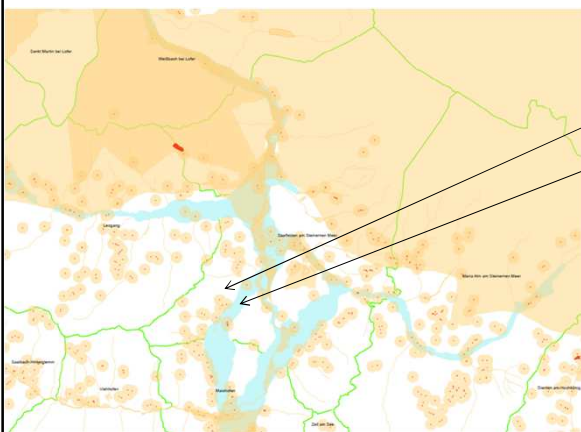 Sankt Martin bei Lofer
Weißbach bei Lofer
Leogang
Saalfelden am Steinernen Meer
Maria Alm am Steinernen Meer
Saalbach-Hinterglemm
Viehhofen
Maishofen
Dienten am Hochkönig
Zell am See